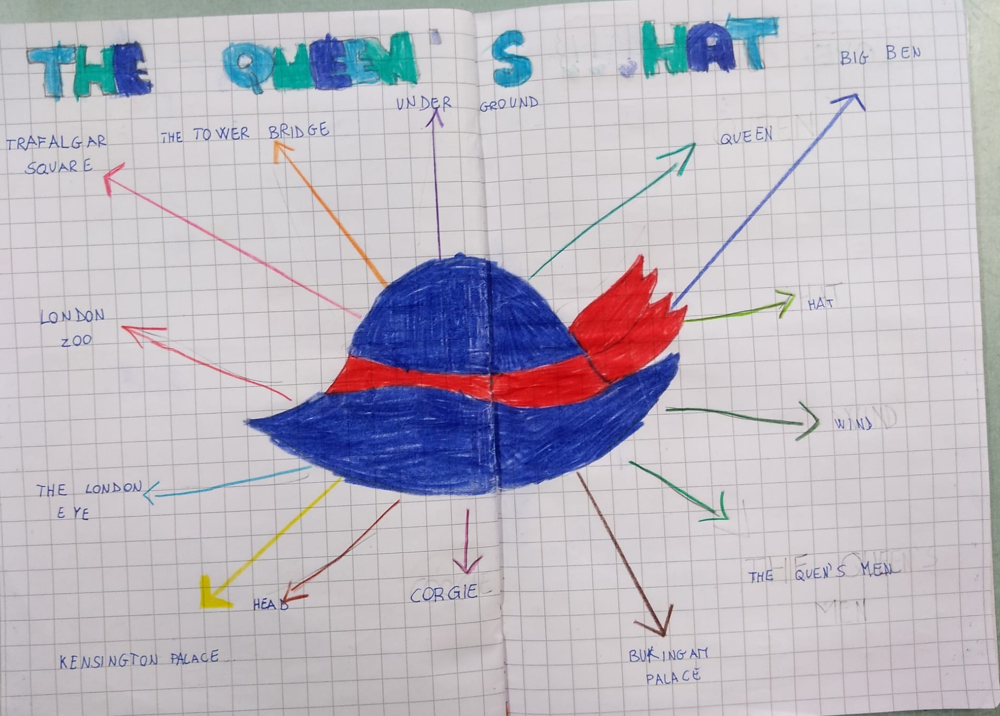 THE QUEEN'S HAT
BIG BEN
UNDER GROUND
TRAFALGAR
SQUARE
THE TOWER BRIDGE
QUEEN
LONDON
ZOO
HAT
WIND
THE LONDON
EYE
THE QUEN'S MEN
HEAD
CORGIE
KENSINGTON PALACE
BUKINGAM
PALACE